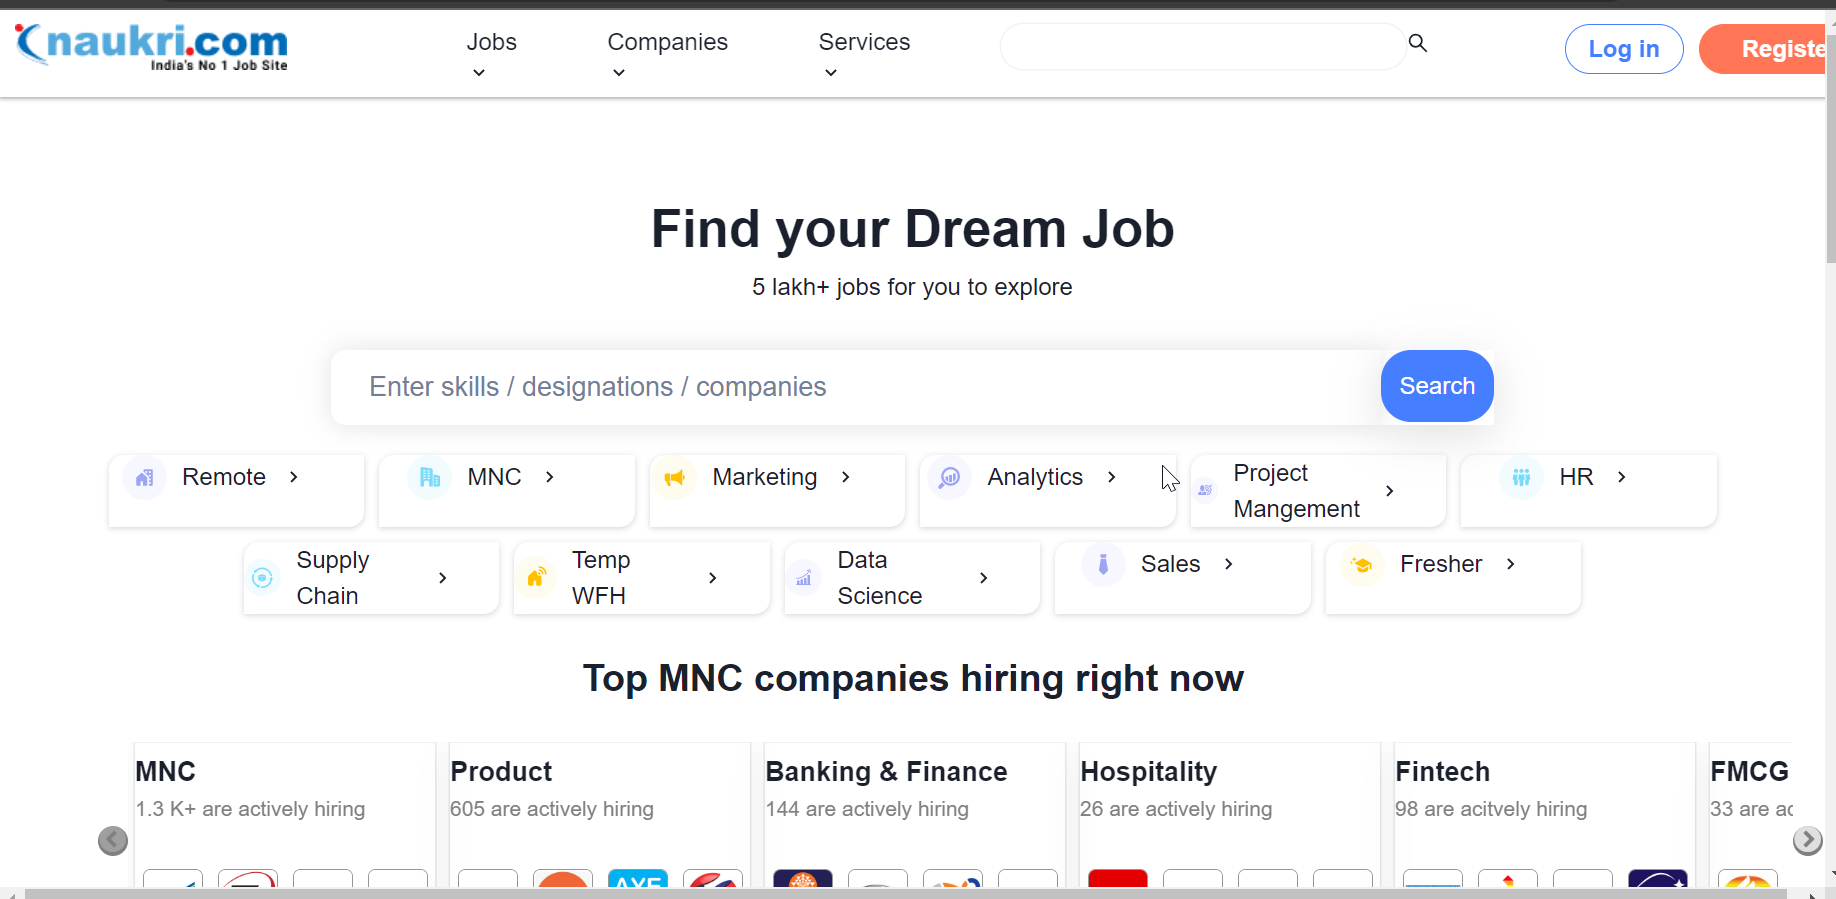 naukri.com
India's No 1 Job Site
Jobs
Companies
Services
Log in
Registe
Find your Dream Job
5 lakh+ jobs for you to explore
Enter skills / designations / companies
Search
Remote
MNC
Marketing
Analytics
Project
Mangement
HR
Supply
Chain
Temp
WFH
Data
Science
Sales
Fresher
Top MNC companies hiring right now
MNC
1.3 K+ are actively hiring
Product
605 are actively hiring
Banking & Finance
144 are actively hiring
Hospitality
26 are actively hiring
Fintech
98 are acitvely hiring
FMCG
33 are ac